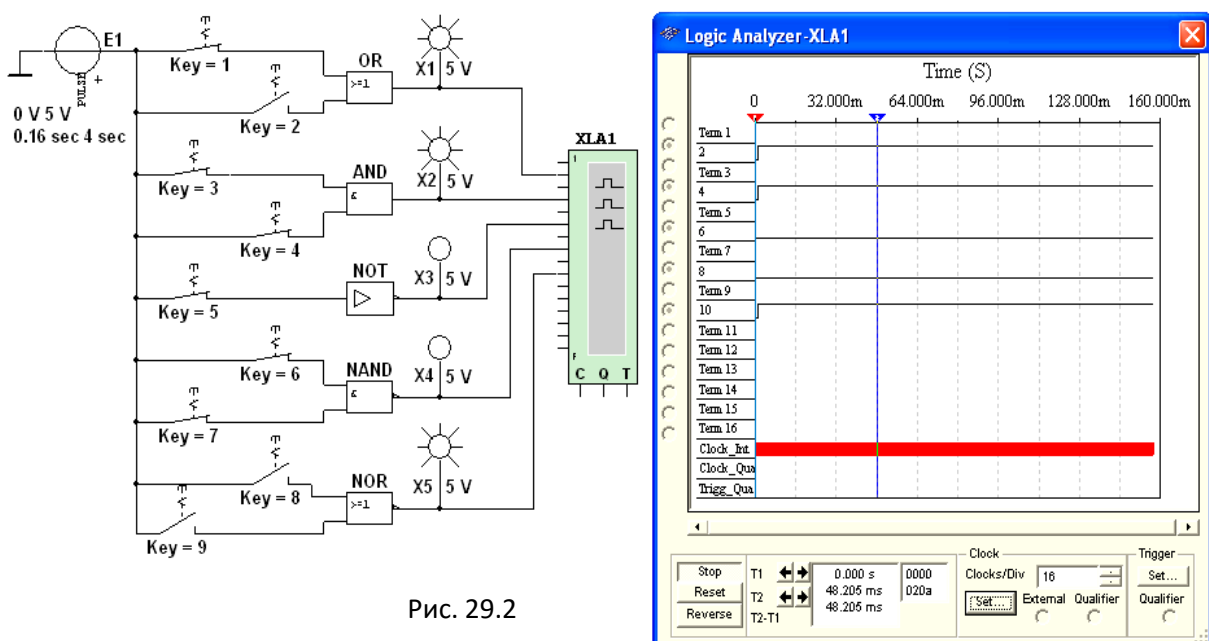 E1
PULSE
+
0 V 5 V
0.16 sec 4 sec
Key = 1
Key = 2
OR
>=1
X1 5 V
Key = 3
Key = 4
AND
&
X2 5 V
Key = 5
NOT
X3 5 V
Key = 6
Key = 7
NAND
&
X4 5 V
Key = 8
Key = 9
NOR
>=1
X5 5 V
XLA1
1
F
C Q T
Рис. 29.2
Logic Analyzer-XLA1
Time (S)
0 32.000m 64.000m 96.000m 128.000m 160.000m
Term 1
2
Term 3
4
Term 5
6
Term 7
8
Term 9
10
Term 11
Term 12
Term 13
Term 14
Term 15
Term 16
Clock_Int
Clock_Qua
Trigg_Qua
Stop
Reset
Reverse
T1 0.000 s 0000
T2 48.205 ms 020a
T2-T1 48.205 ms
Clock
Clocks/Div 16
Set... External Qualifier
Trigger
Set...
Qualifier